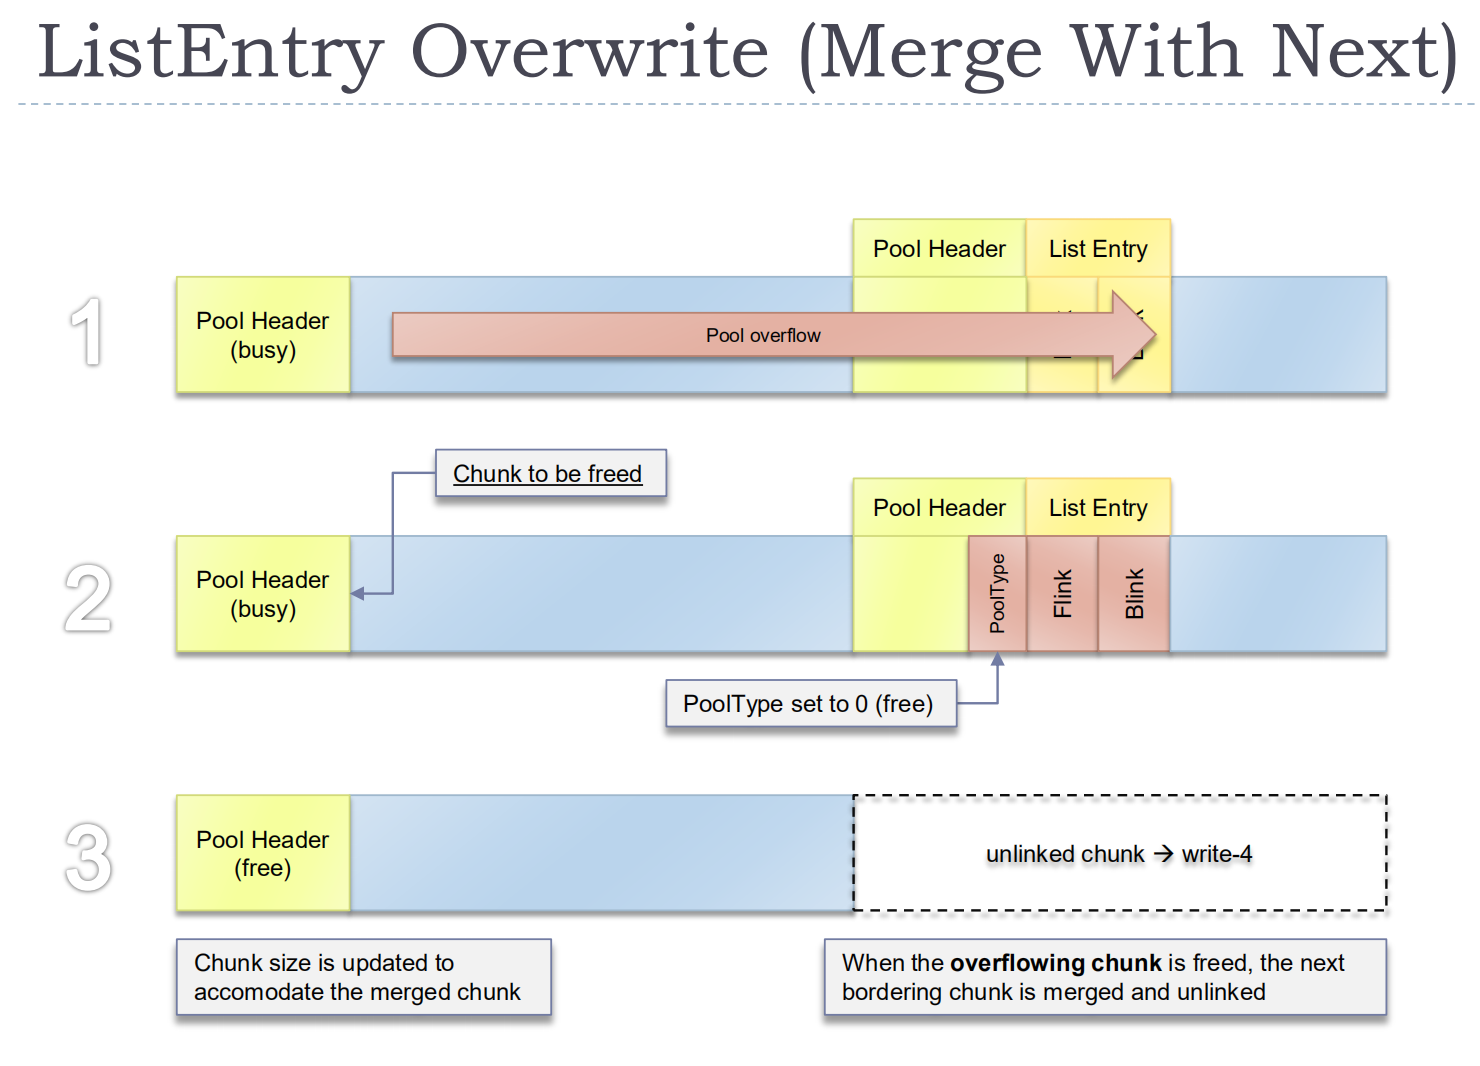 ListEntry Overwrite (Merge With Next)
Pool Header
List Entry
1
Pool Header
(busy)
Pool overflow
Chunk to be freed
Pool Header
List Entry
2
Pool Header
(busy)
PoolType
Flink
Blink
PoolType set to 0 (free)
3
Pool Header
(free)
unlinked chunk → write-4
Chunk size is updated to
accomodate the merged chunk
When the overflowing chunk is freed, the next
bordering chunk is merged and unlinked